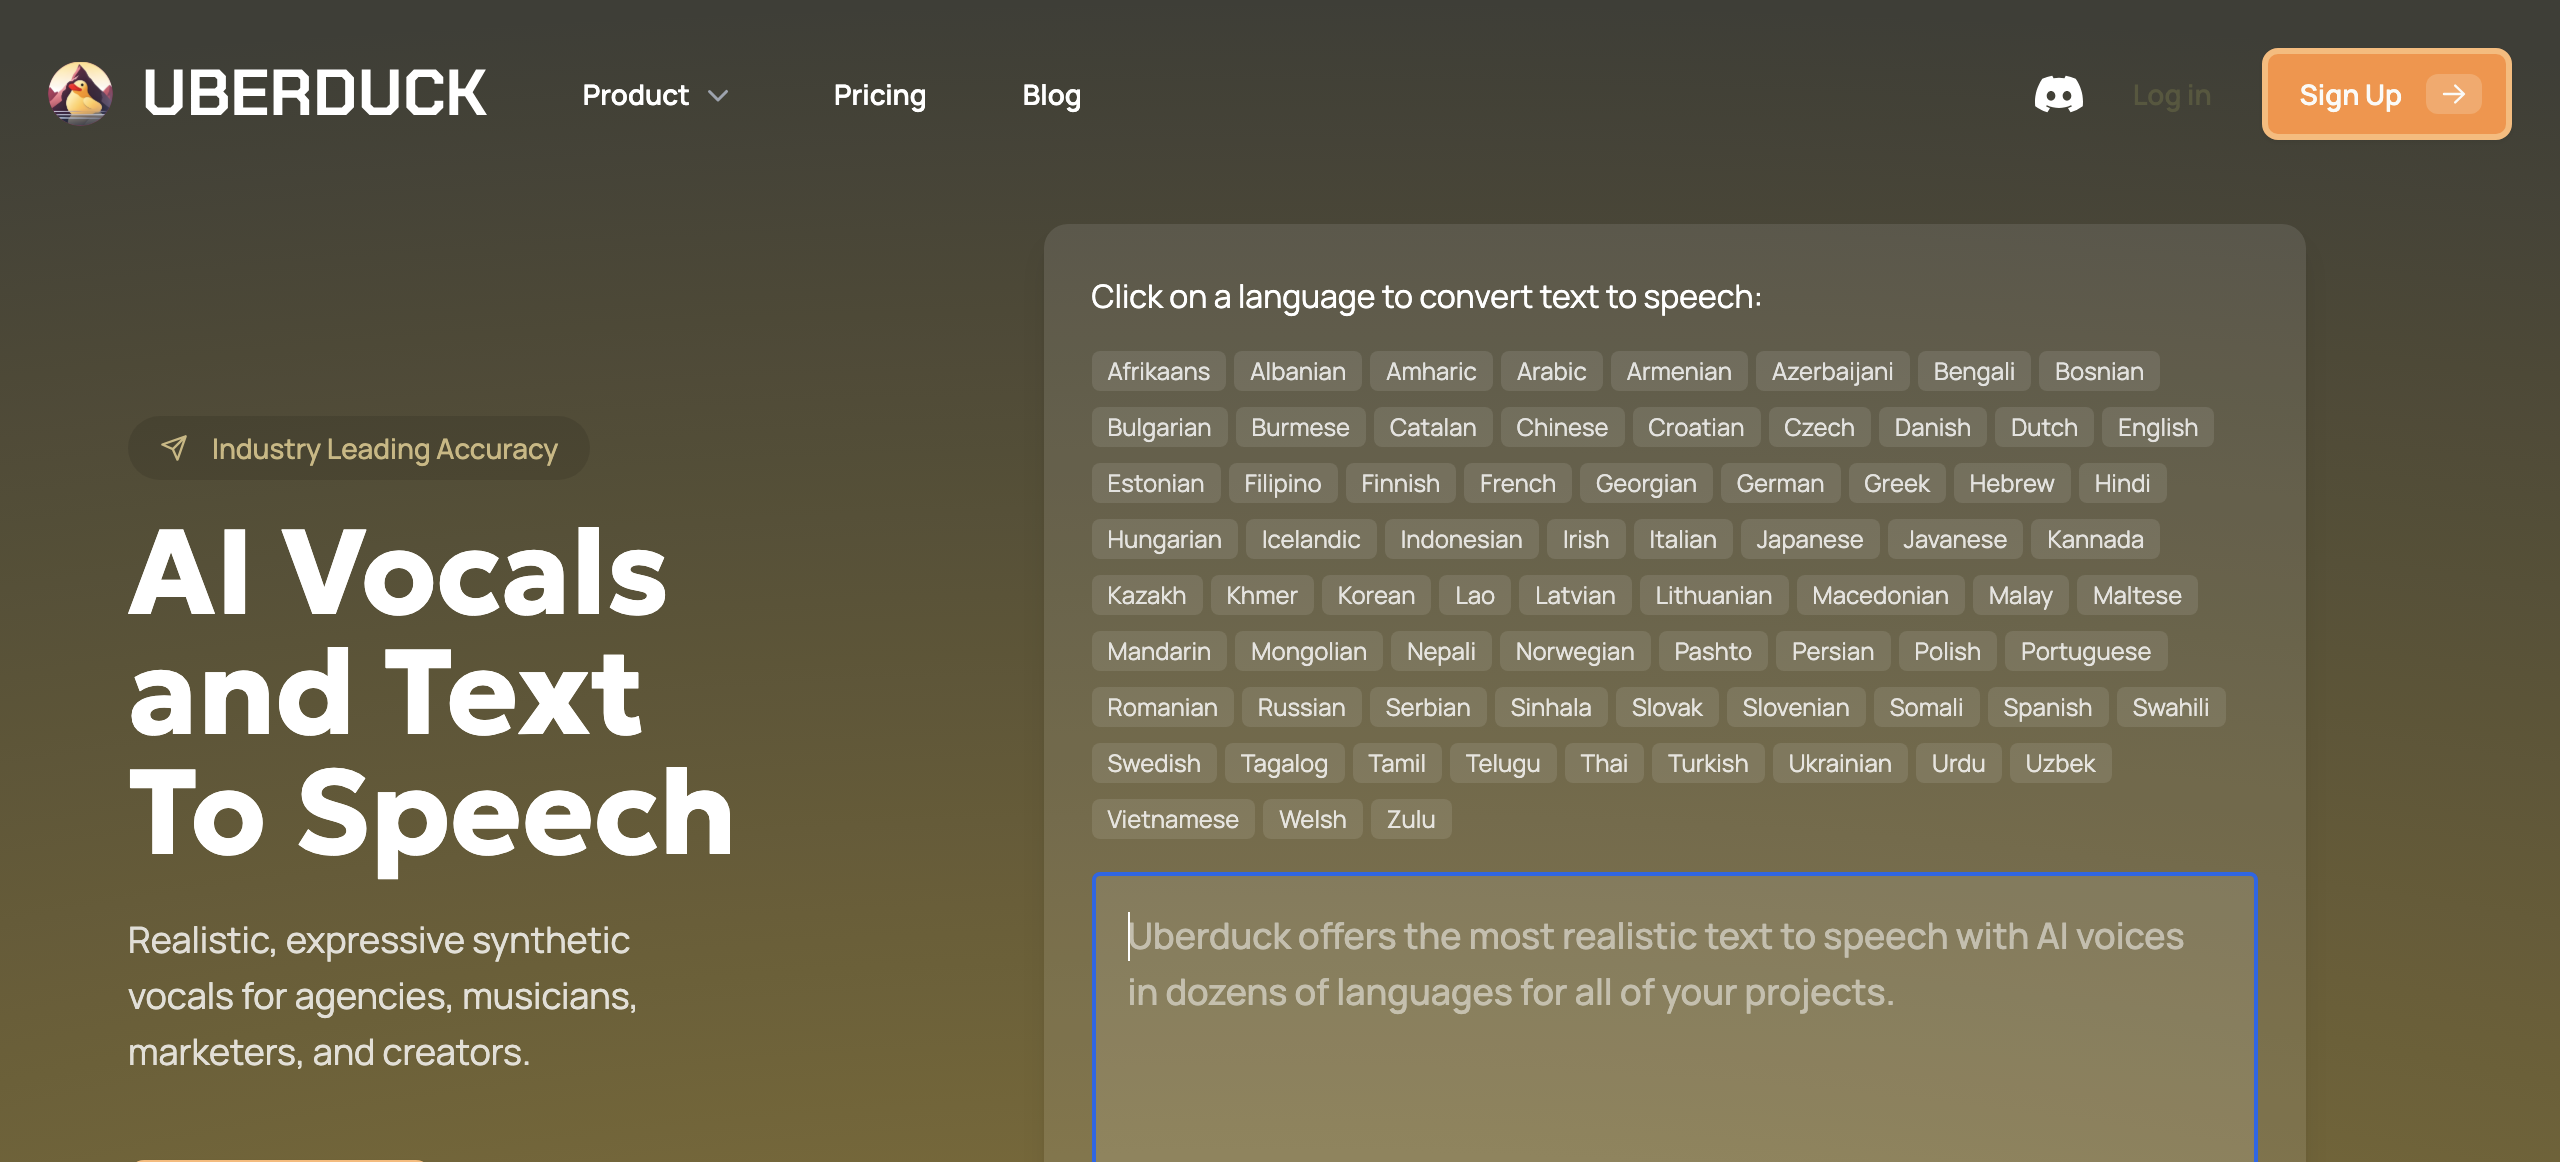 UBERDUCK
Product
Pricing
Blog
Log in
Sign Up
Industry Leading Accuracy
AI Vocals
and Text
To Speech
Realistic, expressive synthetic
vocals for agencies, musicians,
marketers, and creators.
Click on a language to convert text to speech:
Afrikaans Albanian Amharic Arabic Armenian Azerbaijani Bengali Bosnian
Bulgarian Burmese Catalan Chinese Croatian Czech Danish Dutch English
Estonian Filipino Finnish French Georgian German Greek Hebrew Hindi
Hungarian Icelandic Indonesian Irish Italian Japanese Javanese Kannada
Kazakh Khmer Korean Lao Latvian Lithuanian Macedonian Malay Maltese
Mandarin Mongolian Nepali Norwegian Pashto Persian Polish Portuguese
Romanian Russian Serbian Sinhala Slovak Slovenian Somali Spanish Swahili
Swedish Tagalog Tamil Telugu Thai Turkish Ukrainian Urdu Uzbek
Vietnamese Welsh Zulu
Uberduck offers the most realistic text to speech with AI voices
in dozens of languages for all of your projects.